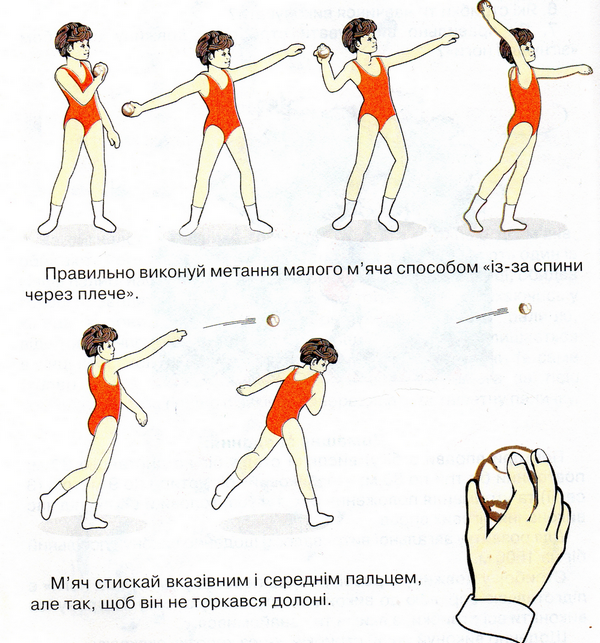 Правильно виконуй метання малого м’яча способом «із-за спини
через плече».
М’яч стискай вказівним і середнім пальцем,
але так, щоб він не торкався долоні.